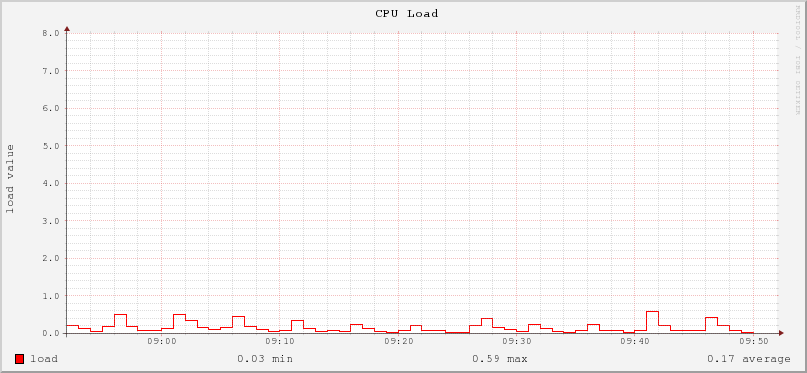 CPU Load
RRDTOOL / TOBI OETIKER
load value
8.0
7.0
6.0
5.0
4.0
3.0
2.0
1.0
0.0
09:00 09:10 09:20 09:30 09:40 09:50
load 0.03 min 0.59 max 0.17 average